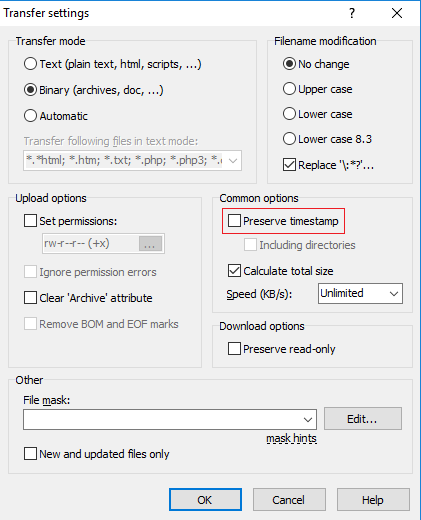 Transfer settings
Transfer mode
Text (plain text, html, scripts, ...)
Binary (archives, doc, ...)
Automatic
Transfer following files in text mode:
*.*html; *.htm; *.txt; *.php; *.php3; *.
Filename modification
No change
Upper case
Lower case
Lower case 8.3
Replace '\:*?'...
Upload options
Set permissions:
rw-r--r-- (+x)
...
Ignore permission errors
Clear 'Archive' attribute
Remove BOM and EOF marks
Common options
Preserve timestamp
Including directories
Calculate total size
Speed (KB/s):
Unlimited
Download options
Preserve read-only
Other
File mask:
Edit...
mask hints
New and updated files only
OK
Cancel
Help